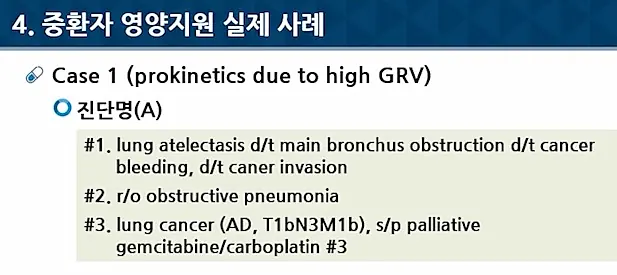 4. 중환자 영양지원 실제 사례
Case 1 (prokinetics due to high GRV)
진단명(A)
#1. lung atelectasis d/t main bronchus obstruction d/t cancer
bleeding, d/t caner invasion
#2. r/o obstructive pneumonia
#3. lung cancer (AD, T1bN3M1b), s/p palliative
gemcitabine/carboplatin #3